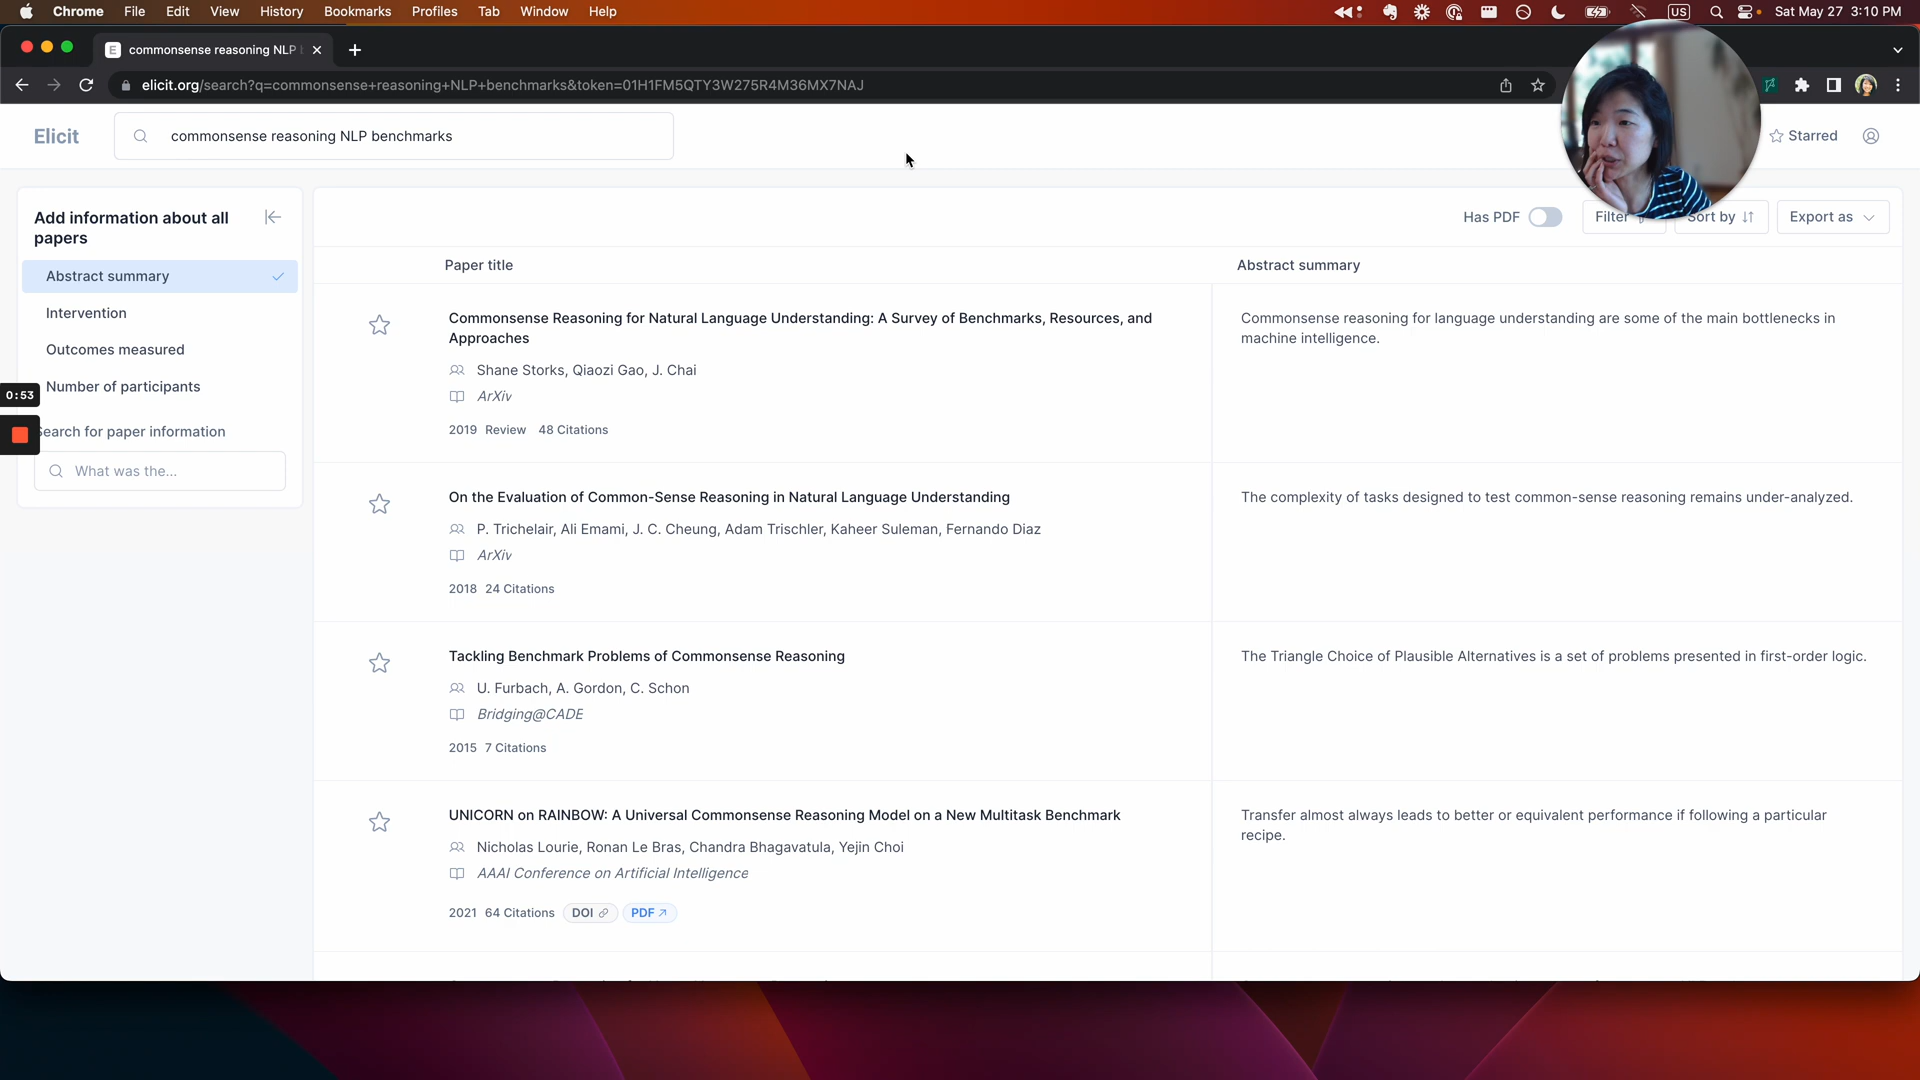 Chrome File Edit View History Bookmarks Profiles Tab Window Help US Sat May 27 3:10 PM
E commonsense reasoning NLP
elicit.org/search?q=commonsense+reasoning+NLP+benchmarks&token=01H1FM5QTY3W275R4M36MX7NAJ
Elicit commonsense reasoning NLP benchmarks Starred
Add information about all
papers
Abstract summary
Intervention
Outcomes measured
Number of participants
0:53
earch for paper information
What was the...
Has PDF Filter Sort by Export as
Paper title Abstract summary
Commonsense Reasoning for Natural Language Understanding: A Survey of Benchmarks, Resources, and
Approaches
Shane Storks, Qiaozi Gao, J. Chai
ArXiv
2019 Review 48 Citations
Commonsense reasoning for language understanding are some of the main bottlenecks in
machine intelligence.
On the Evaluation of Common-Sense Reasoning in Natural Language Understanding
P. Trichelair, Ali Emami, J. C. Cheung, Adam Trischler, Kaheer Suleman, Fernando Diaz
ArXiv
2018 24 Citations
The complexity of tasks designed to test common-sense reasoning remains under-analyzed.
Tackling Benchmark Problems of Commonsense Reasoning
U. Furbach, A. Gordon, C. Schon
Bridging@CADE
2015 7 Citations
The Triangle Choice of Plausible Alternatives is a set of problems presented in first-order logic.
UNICORN on RAINBOW: A Universal Commonsense Reasoning Model on a New Multitask Benchmark
Nicholas Lourie, Ronan Le Bras, Chandra Bhagavatula, Yejin Choi
AAAI Conference on Artificial Intelligence
2021 64 Citations DOI PDF
Transfer almost always leads to better or equivalent performance if following a particular
recipe.